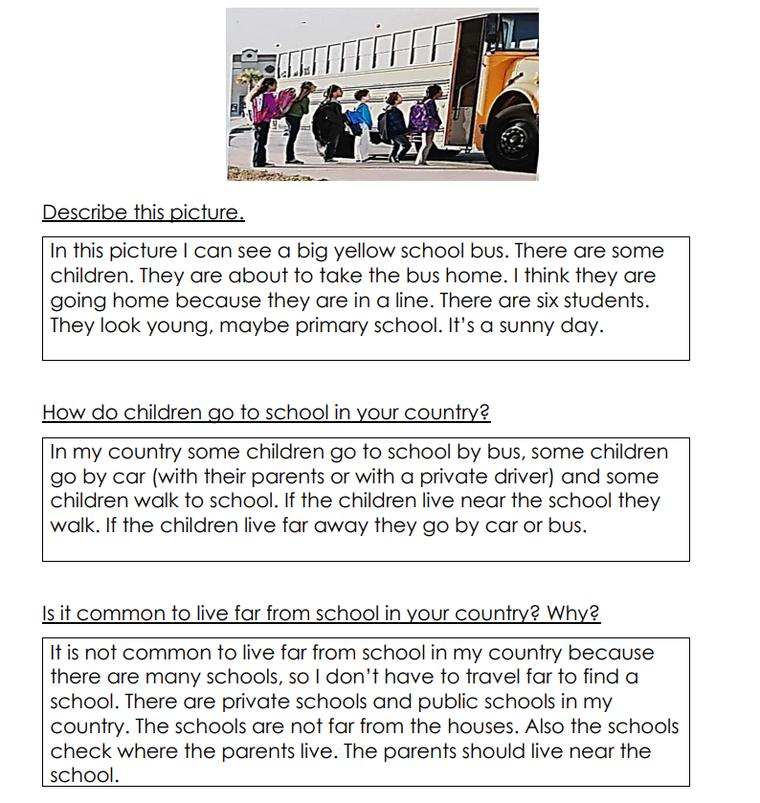 Describe this picture.
In this picture I can see a big yellow school bus. There are some
children. They are about to take the bus home. I think they are
going home because they are in a line. There are six students.
They look young, maybe primary school. It’s a sunny day.
How do children go to school in your country?
In my country some children go to school by bus, some children
go by car (with their parents or with a private driver) and some
children walk to school. If the children live near the school they
walk. If the children live far away they go by car or bus.
Is it common to live far from school in your country? Why?
It is not common to live far from school in my country because
there are many schools, so I don’t have to travel far to find a
school. There are private schools and public schools in my
country. The schools are not far from the houses. Also the schools
check where the parents live. The parents should live near the
school.